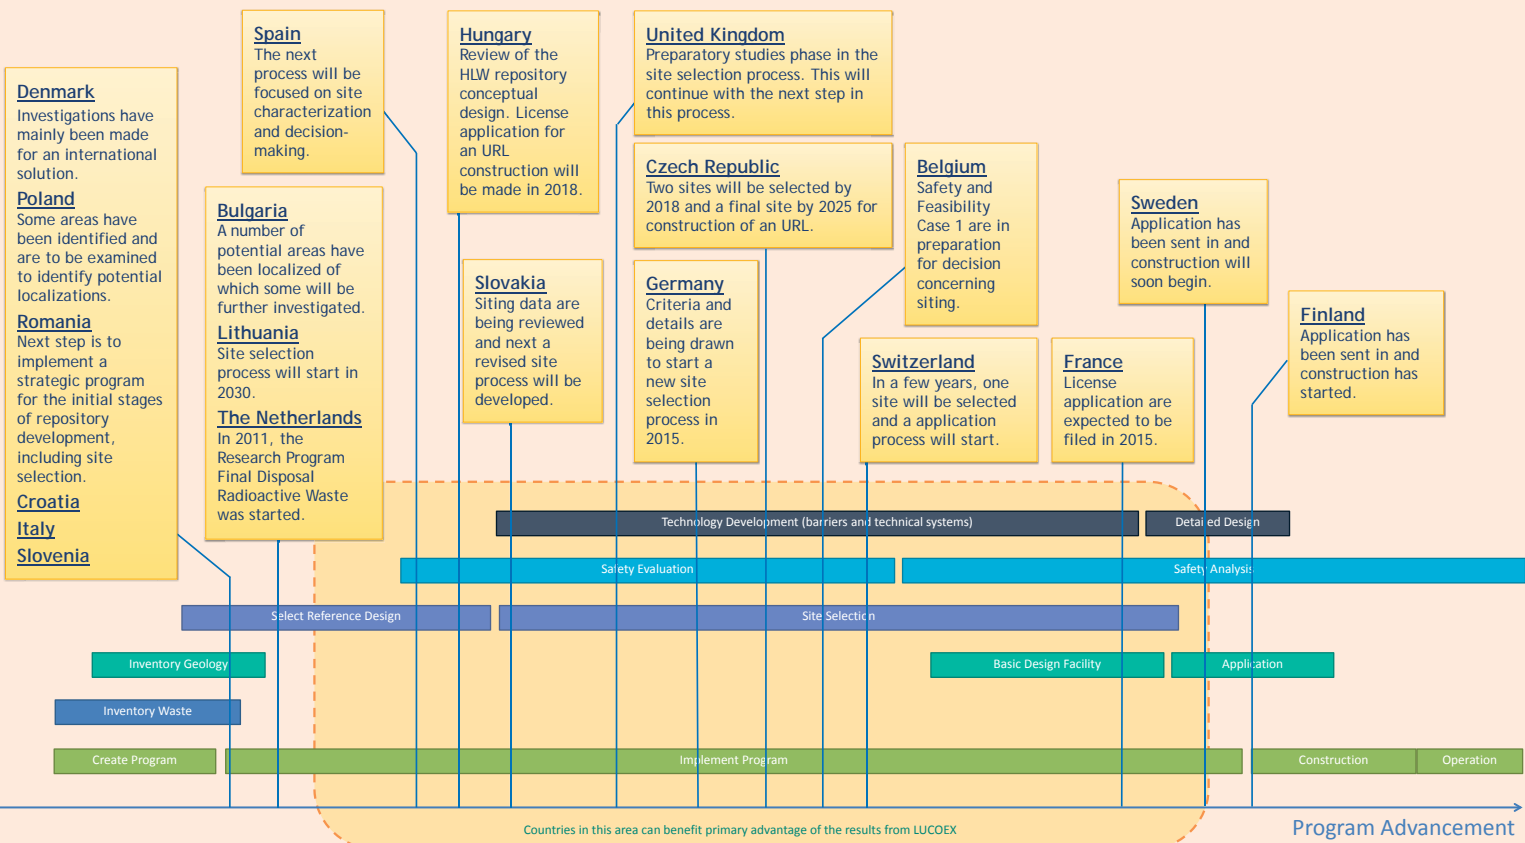 Denmark
Investigations have
mainly been made
for an international
solution.
Poland
Some areas have
been identified and
are to be examined
to identify potential
localizations.
Romania
Next step is to
implement a
strategic program
for the initial stages
of repository
development,
including site
selection.
Croatia
Italy
Slovenia
Spain
The next
process will be
focused on site
characterization
and decision-
making.
Bulgaria
A number of
potential areas have
been localized of
which some will be
further investigated.
Lithuania
Site selection
process will start in
2030.
The Netherlands
In 2011, the
Research Program
Final Disposal
Radioactive Waste
was started.
Hungary
Review of the
HLW repository
conceptual
design. License
application for
an URL
construction will
be made in 2018.
Slovakia
Siting data are
being reviewed
and next a
revised site
process will be
developed.
United Kingdom
Preparatory studies phase in the
site selection process. This will
continue with the next step in
this process.
Czech Republic
Two sites will be selected by
2018 and a final site by 2025 for
construction of an URL.
Germany
Criteria and
details are
being drawn
to start a
new site
selection
process in
2015.
Belgium
Safety and
Feasibility
Case 1 are in
preparation
for decision
concerning
siting.
Switzerland
In a few years, one
site will be selected
and a application
process will start.
France
License
application are
expected to be
filed in 2015.
Sweden
Application has
been sent in and
construction will
soon begin.
Finland
Application has
been sent in and
construction has
started.
Technology Development (barriers and technical systems)
Detailed Design
Safety Evaluation
Safety Analysis
Select Reference Design
Site Selection
Inventory Geology
Basic Design Facility
Application
Inventory Waste
Create Program
Implement Program
Construction
Operation
Countries in this area can benefit primary advantage of the results from LUCOEX
Program Advancement